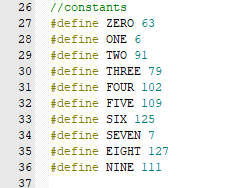 26 //constants
27 #define ZERO 63
28 #define ONE 6
29 #define TWO 91
30 #define THREE 79
31 #define FOUR 102
32 #define FIVE 109
33 #define SIX 125
34 #define SEVEN 7
35 #define EIGHT 127
36 #define NINE 111
37